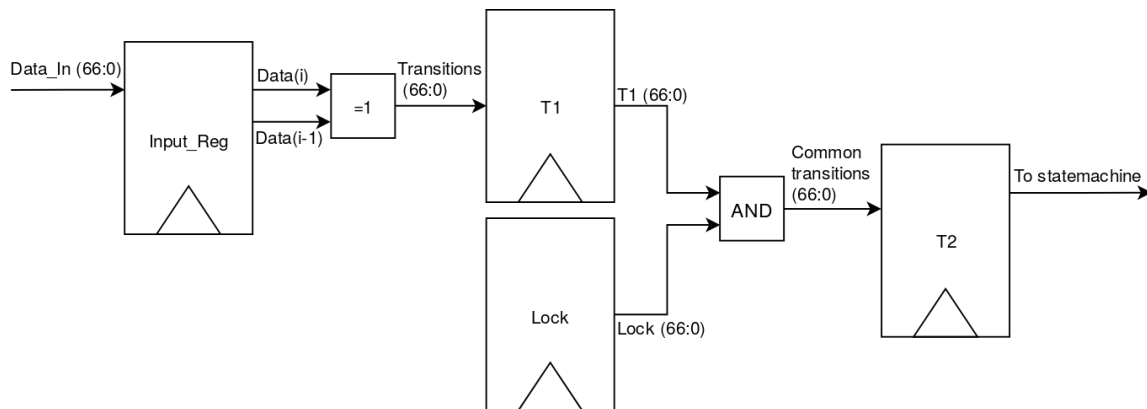 Data_In (66:0)
Input_Reg
Data(i)
Data(i-1)
=1
Transitions
(66:0)
T1
T1 (66:0)
Lock
Lock (66:0)
AND
Common
transitions
(66:0)
T2
To statemachine